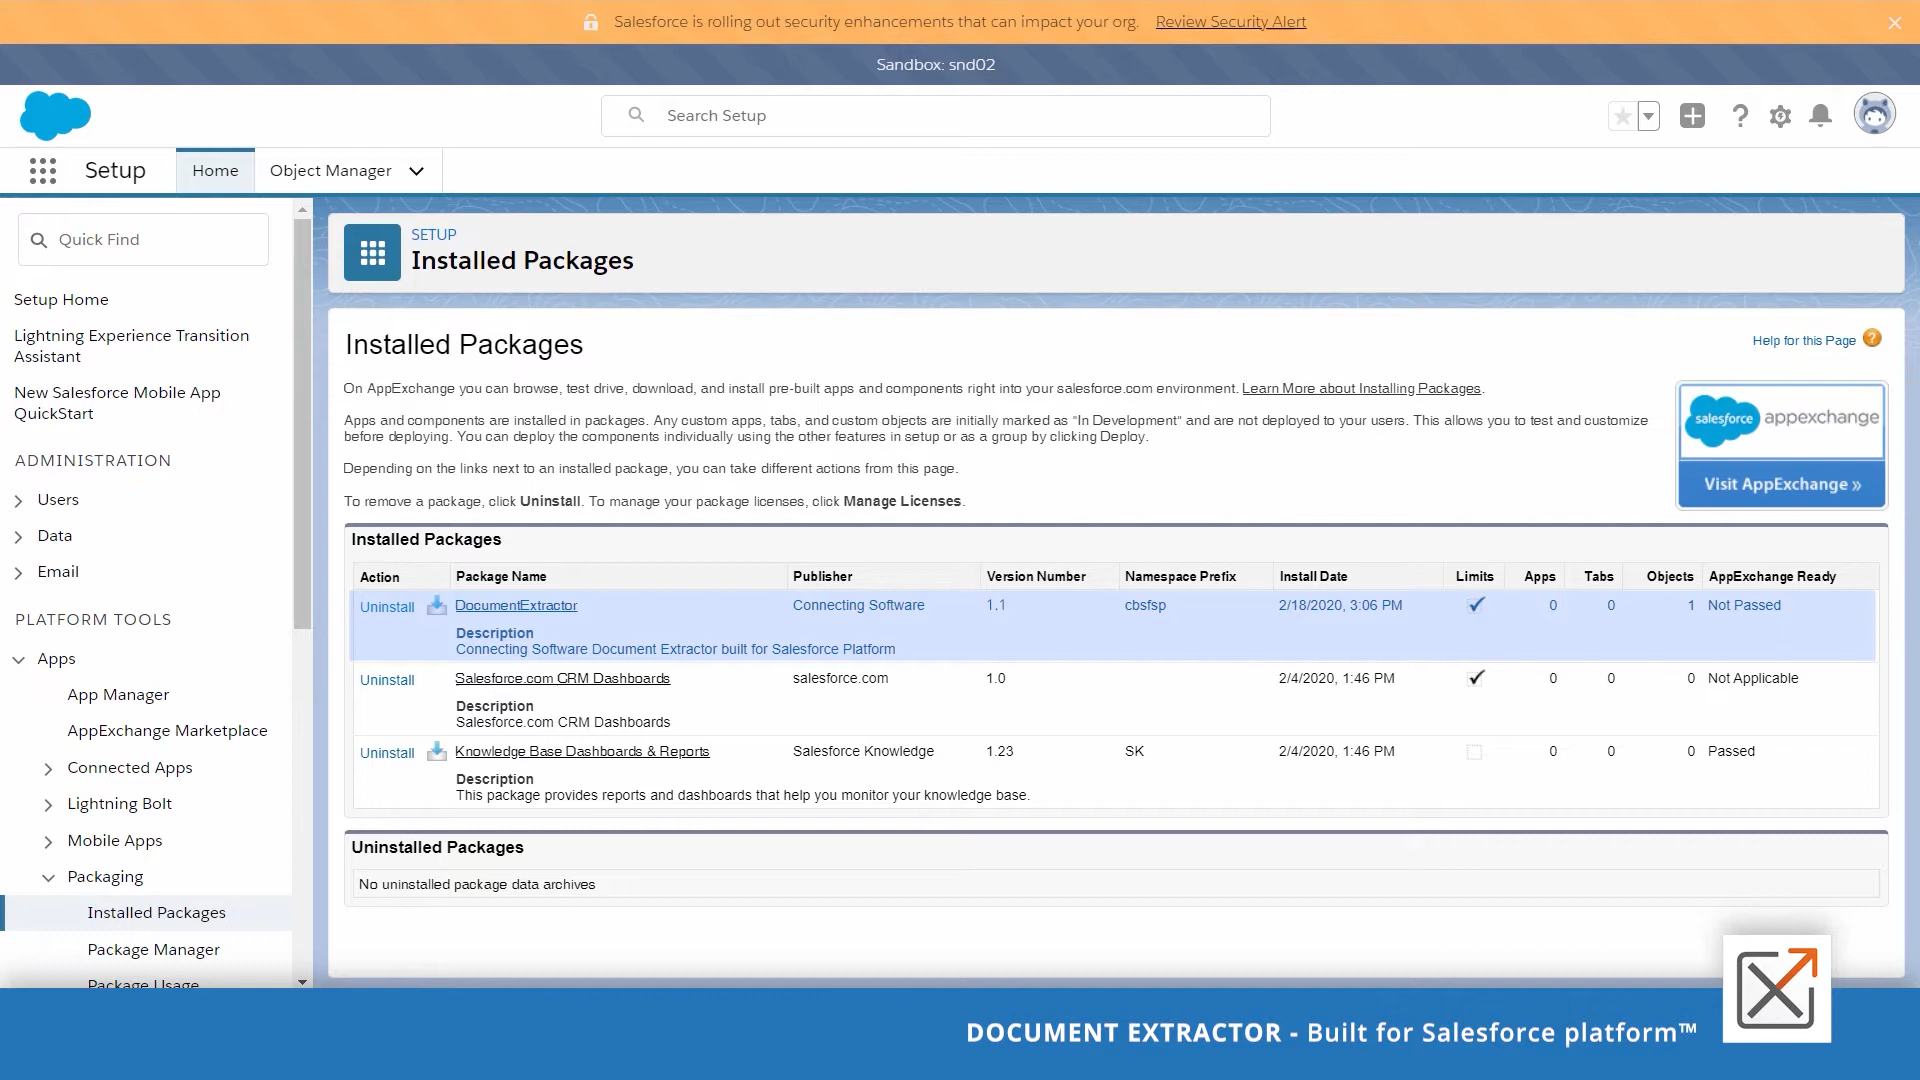 Salesforce is rolling out security enhancements that can impact your org. Review Security Alert
Sandbox: snd02
Search Setup
Setup
Home
Object Manager
Quick Find
Setup Home
Lightning Experience Transition
Assistant
New Salesforce Mobile App
QuickStart
ADMINISTRATION
Users
Data
Email
PLATFORM TOOLS
Apps
App Manager
AppExchange Marketplace
Connected Apps
Lightning Bolt
Mobile Apps
Packaging
Installed Packages
Package Manager
Package Usage
SETUP
Installed Packages
Installed Packages
Help for this Page ?
On AppExchange you can browse, test drive, download, and install pre-built apps and components right into your salesforce.com environment. Learn More about Installing Packages.
Apps and components are installed in packages. Any custom apps, tabs, and custom objects are initially marked as "In Development" and are not deployed to your users. This allows you to test and customize
before deploying. You can deploy the components individually using the other features in setup or as a group by clicking Deploy.
Depending on the links next to an installed package, you can take different actions from this page.
To remove a package, click Uninstall. To manage your package licenses, click Manage Licenses.
salesforce appexchange
Visit AppExchange »
Installed Packages
Action Package Name Publisher Version Number Namespace Prefix Install Date Limits Apps Tabs Objects AppExchange Ready
Uninstall DocumentExtractor Connecting Software 1.1 cbsfsp 2/18/2020, 3:06 PM 0 0 1 Not Passed
Description
Connecting Software Document Extractor built for Salesforce Platform
Uninstall Salesforce.com CRM Dashboards salesforce.com 1.0 2/4/2020, 1:46 PM 0 0 0 Not Applicable
Description
Salesforce.com CRM Dashboards
Uninstall Knowledge Base Dashboards & Reports Salesforce Knowledge 1.23 SK 2/4/2020, 1:46 PM 0 0 0 Passed
Description
This package provides reports and dashboards that help you monitor your knowledge base.
Uninstalled Packages
No uninstalled package data archives
DOCUMENT EXTRACTOR - Built for Salesforce platform™